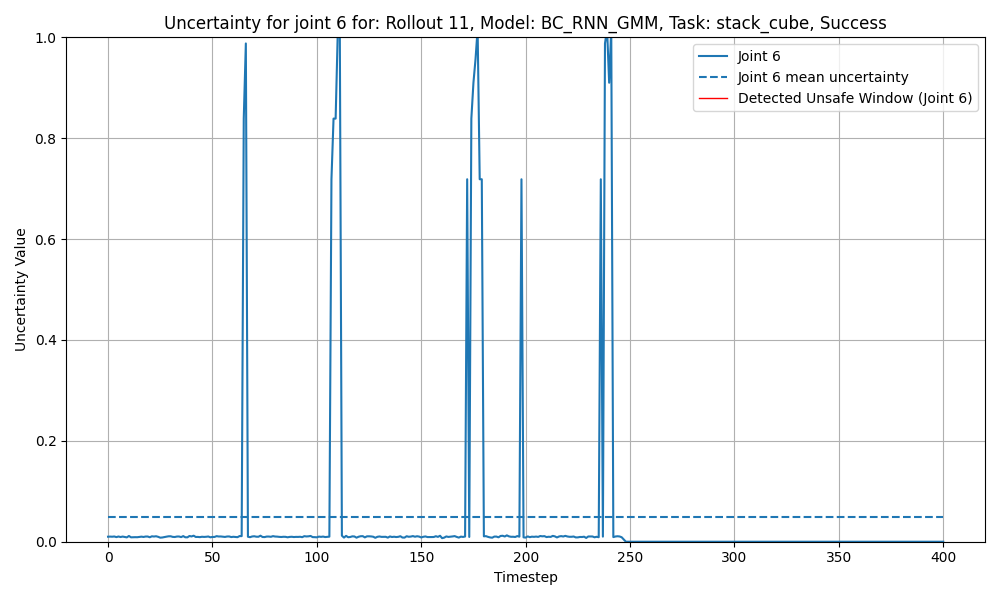 Uncertainty for joint 6 for: Rollout 11, Model: BC_RNN_GMM, Task: stack_cube, Success
Joint 6
Joint 6 mean uncertainty
Detected Unsafe Window (Joint 6)
Uncertainty Value
1.0
0.8
0.6
0.4
0.2
0.0
0 50 100 150 200 250 300 350 400
Timestep